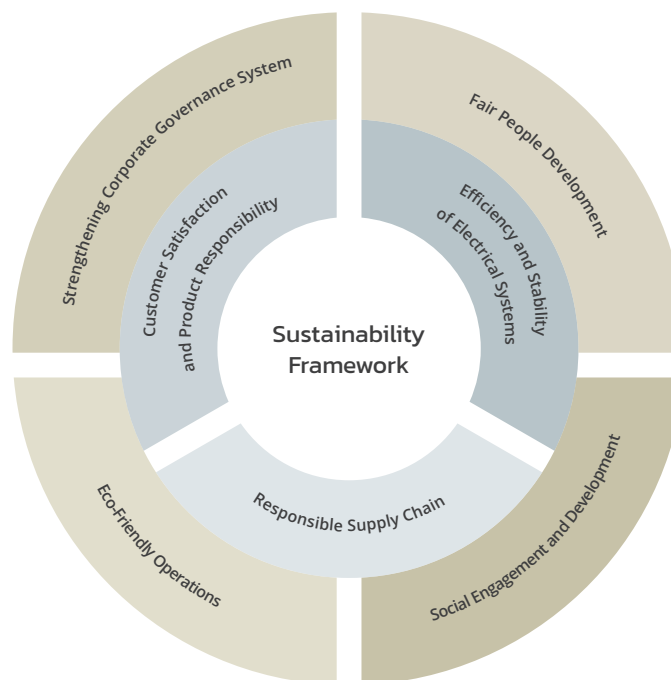 Strengthening Corporate Governance System
Fair People Development
Customer Satisfaction
and Product Responsibility
Efficiency and Stability
of Electrical Systems
Sustainability
Framework
Responsible Supply Chain
Eco-Friendly Operations
Social Engagement and Development